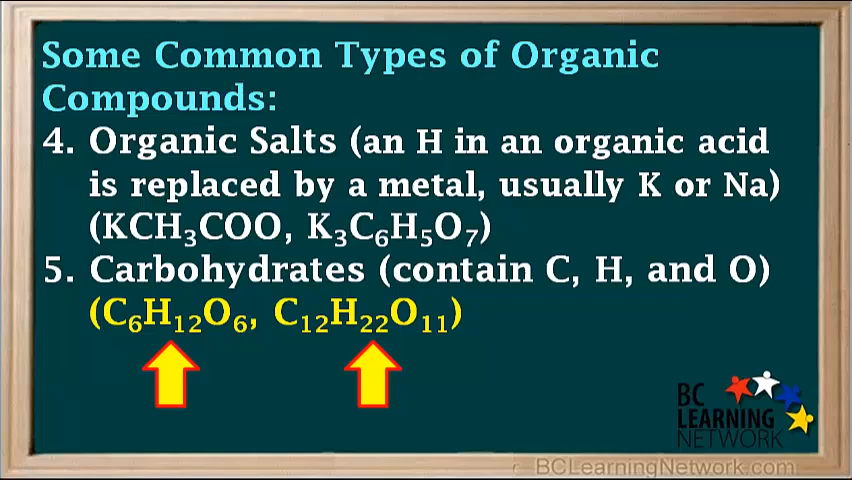 Some Common Types of Organic
Compounds:
4. Organic Salts (an H in an organic acid
is replaced by a metal, usually K or Na)
(KCH₃COO, K₃C₆H₅O₇)
5. Carbohydrates (contain C, H, and O)
(C₆H₁₂O₆, C₁₂H₂₂O₁₁)
BC
LEARNING
NETWORK
BCLearningNetwork.com